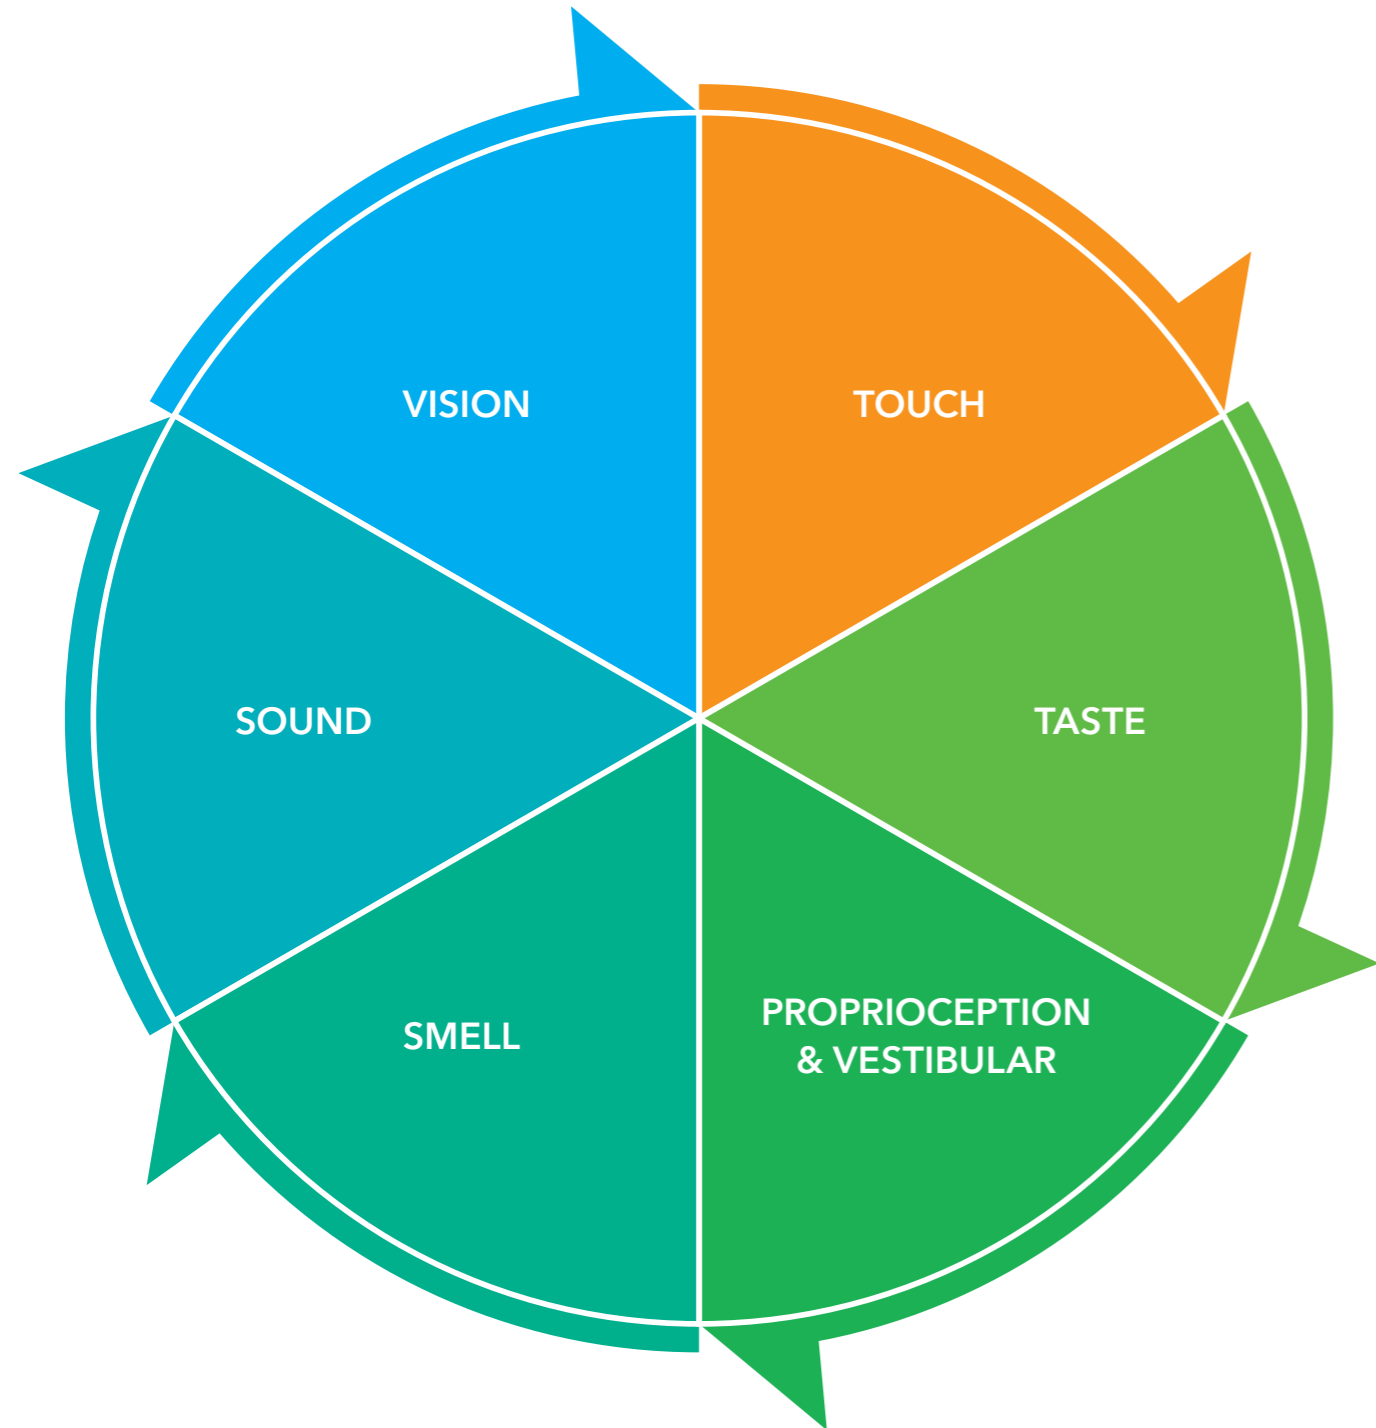 VISION
TOUCH
SOUND
TASTE
SMELL
PROPRIOCEPTION
& VESTIBULAR